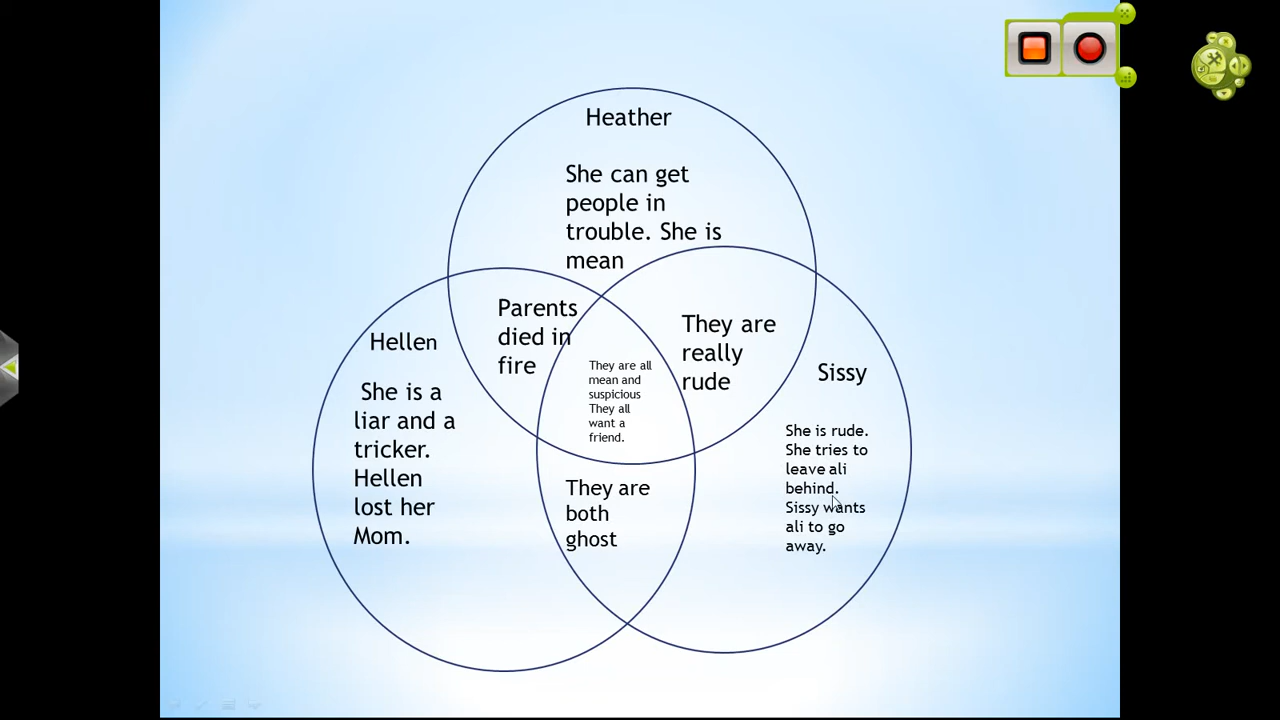 Heather
She can get
people in
trouble. She is
mean
Parents
died in
fire
They are
really
rude
Hellen
She is a
liar and a
tricker.
Hellen
lost her
Mom.
They are all
mean and
suspicious
They all
want a
friend.
Sissy
She is rude.
She tries to
leave ali
behind.
Sissy wants
ali to go
away.
They are
both
ghost